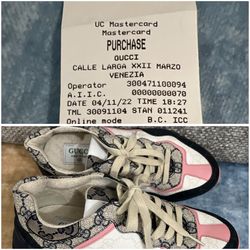 UC Mastercard
Mastercard
PURCHASE
GUCCI
CALLE LARGA XXII MARZO
VENEZIA
Operator 300471100094
A.I.I.C. 00000000070
DATE 04/11/22 TIME 18:27
TML 30091104 STAN 011241
Online mode B.C. ICC
GUCCI